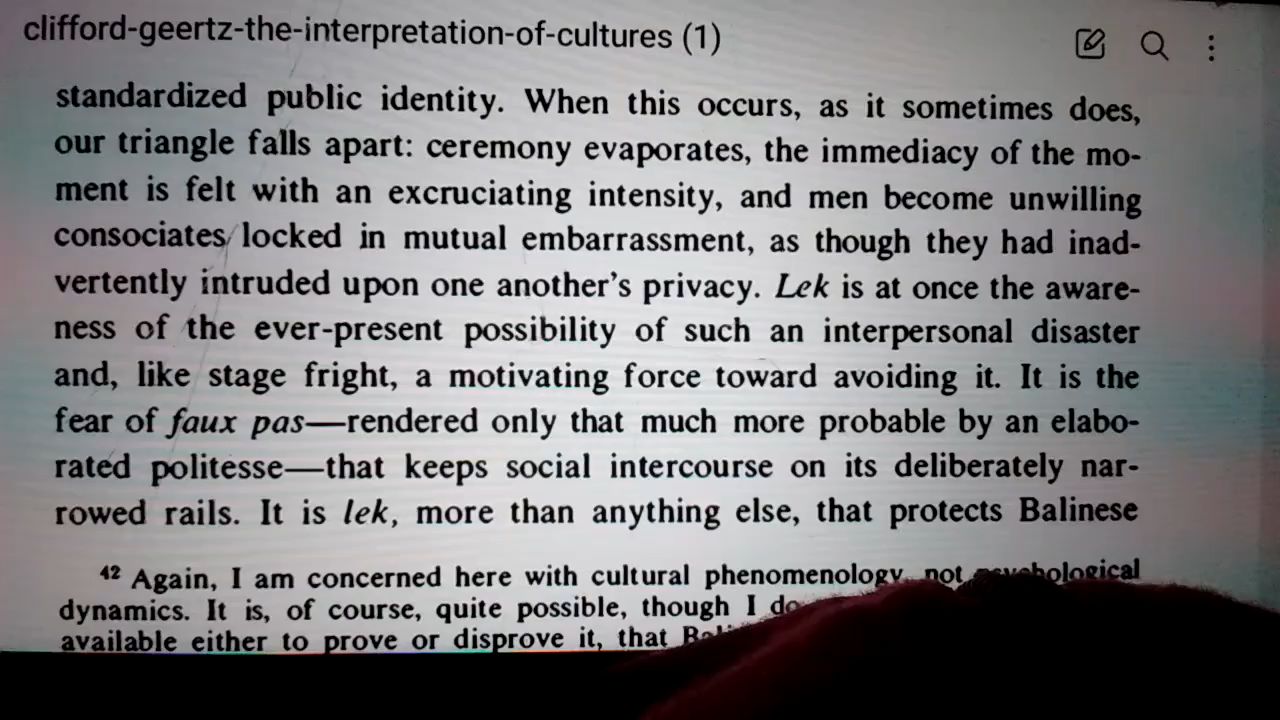 clifford-geertz-the-interpretation-of-cultures (1)
standardized public identity. When this occurs, as it sometimes does,
our triangle falls apart: ceremony evaporates, the immediacy of the mo-
ment is felt with an excruciating intensity, and men become unwilling
consociates locked in mutual embarrassment, as though they had inad-
vertently intruded upon one another's privacy. Lek is at once the aware-
ness of the ever-present possibility of such an interpersonal disaster
and, like stage fright, a motivating force toward avoiding it. It is the
fear of faux pas—rendered only that much more probable by an elabo-
rated politesse—that keeps social intercourse on its deliberately nar-
rowed rails. It is lek, more than anything else, that protects Balinese
42 Again, I am concerned here with cultural phenomenology, not psychological
dynamics. It is, of course, quite possible, though I do
available either to prove or disprove it, that